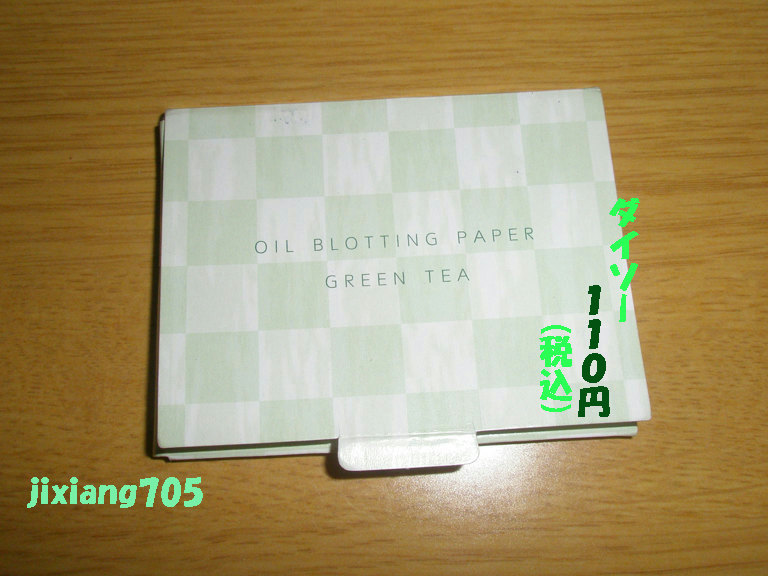 OIL BLOTTING PAPER
GREEN TEA
ダイソー
110円
(税込)
jixiang705